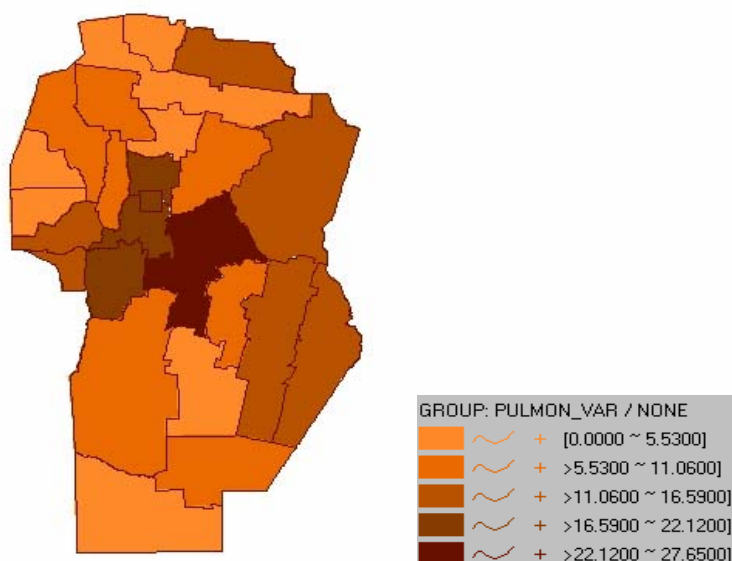 GROUP: PULMON_VAR / NONE
[0.0000 ~ 5.5300]
>5.5300 ~ 11.0600]
>11.0600 ~ 16.5900]
>16.5900 ~ 22.1200]
>22.1200 ~ 27.6500]